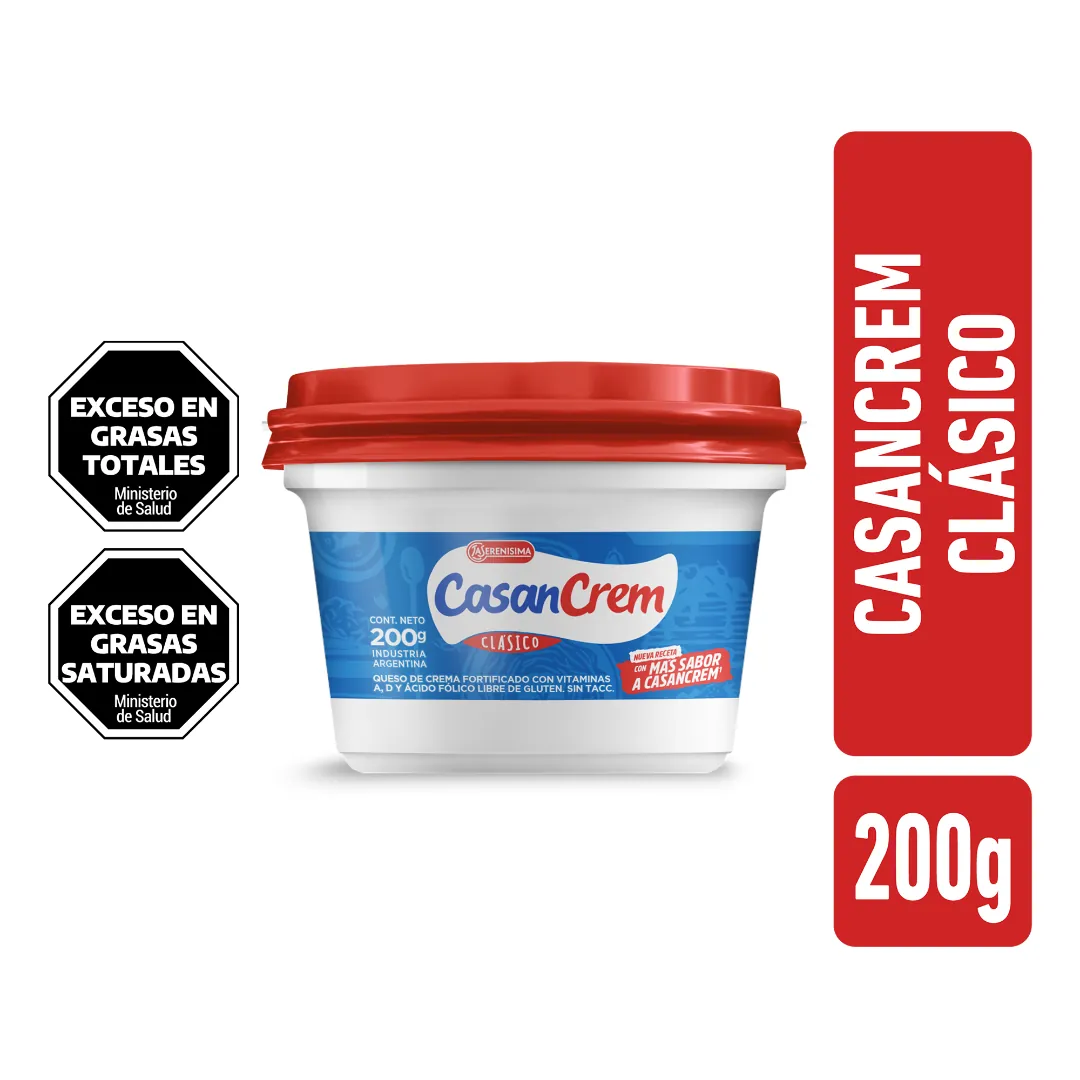 EXCESO EN
GRASAS
TOTALES
Ministerio
de Salud
EXCESO EN
GRASAS
SATURADAS
Ministerio
de Salud
LA SERENISIMA
CasanCrem
CLÁSICO
CONT. NETO
200g
INDUSTRIA
ARGENTINA
QUESO DE CREMA FORTIFICADO CON VITAMINAS
A, D Y ÁCIDO FÓLICO LIBRE DE GLUTEN. SIN TACC.
NUEVA RECETA
CON MÁS SABOR
A CASANCREM¹
CASANCREM
CLÁSICO
200g